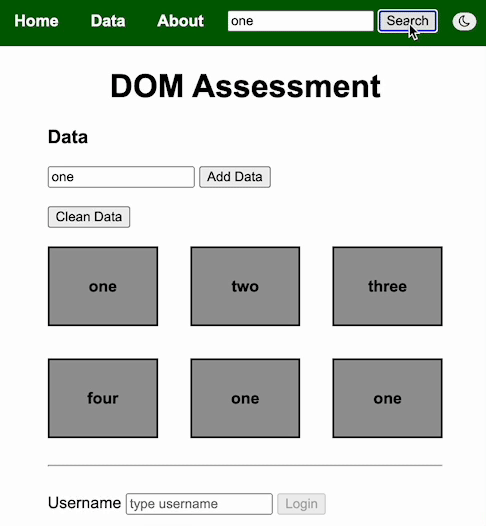 Home Data About one Search
DOM Assessment
Data
one Add Data
Clean Data
one two three
four one one
Username type username Login